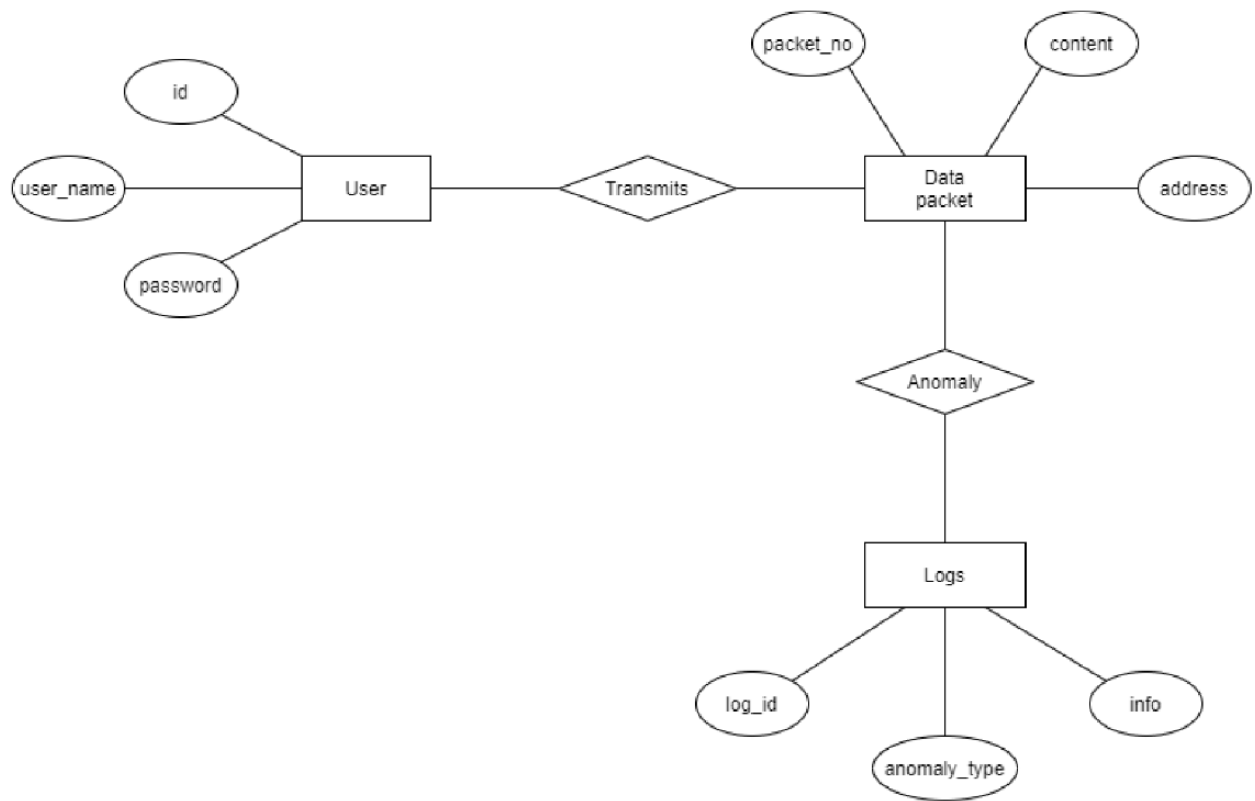 packet_no
content
id
user_name
User
Transmits
Data
packet
address
password
Anomaly
Logs
log_id
info
anomaly_type